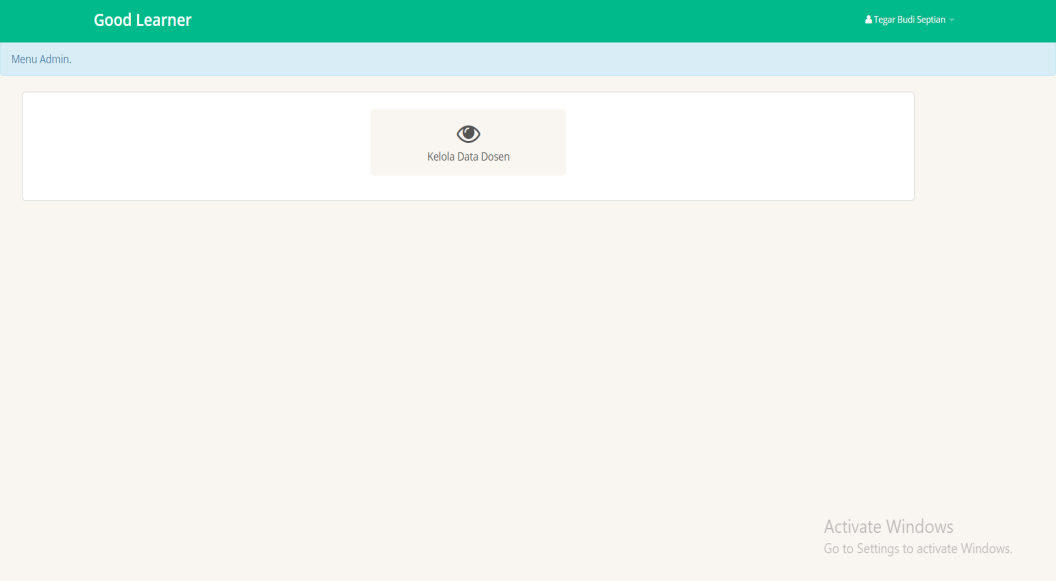 Good Learner
Tegar Budi Septian
Menu Admin.
Kelola Data Dosen
Activate Windows
Go to Settings to activate Windows.